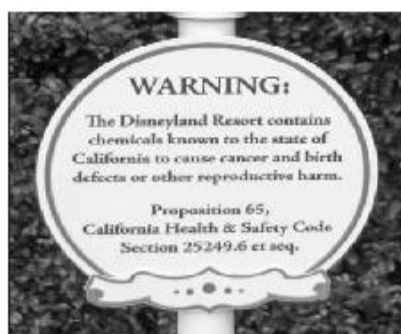 WARNING:
The Disneyland Resort contains
chemicals known to the state of
California to cause cancer and birth
defects or other reproductive harm.
Proposition 65,
California Health & Safety Code
Section 25249.6 et seq.